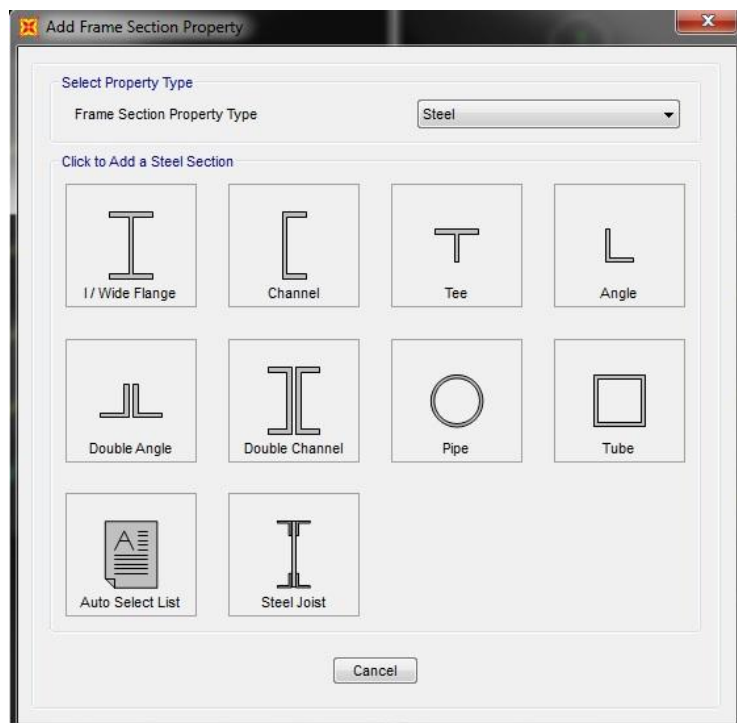 Add Frame Section Property
Select Property Type
Frame Section Property Type
Steel
Click to Add a Steel Section
I / Wide Flange
Channel
Tee
Angle
Double Angle
Double Channel
Pipe
Tube
A
Auto Select List
Steel Joist
Cancel